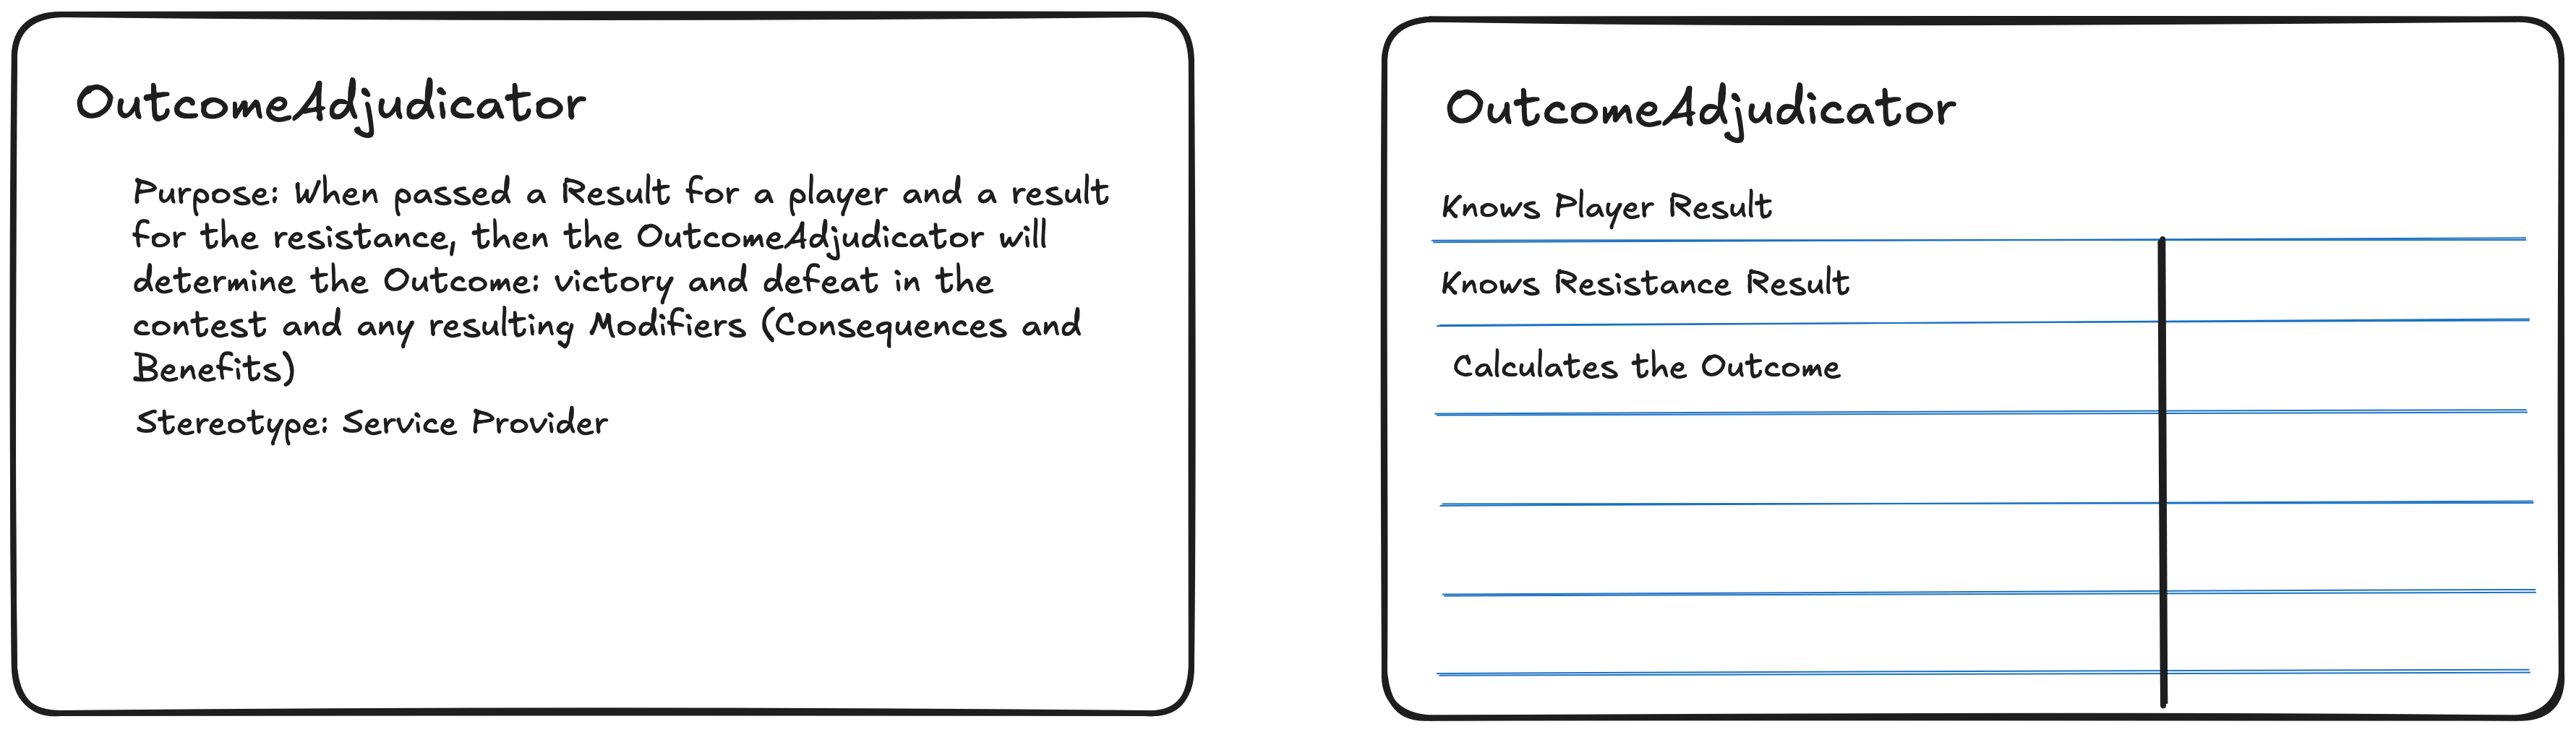 OutcomeAdjudicator
Purpose: When passed a Result for a player and a result
for the resistance, then the OutcomeAdjudicator will
determine the Outcome: victory and defeat in the
contest and any resulting Modifiers (Consequences and
Benefits)
Stereotype: Service Provider
OutcomeAdjudicator
Knows Player Result
Knows Resistance Result
Calculates the Outcome